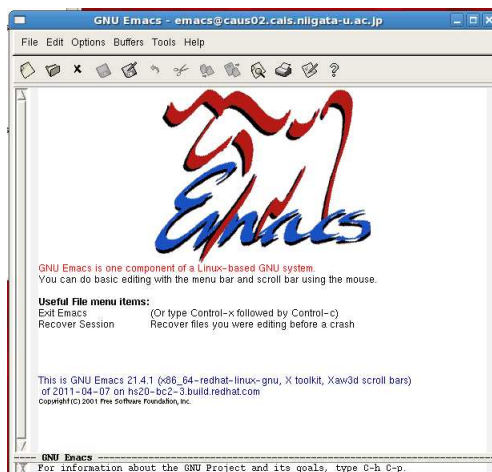 GNU Emacs - emacs@caus02.cais.niigata-u.ac.jp
File Edit Options Buffers Tools Help
Emacs
GNU Emacs is one component of a Linux-based GNU system.
You can do basic editing with the menu bar and scroll bar using the mouse.
Useful File menu items:
Exit Emacs (Or type Control-x followed by Control-c)
Recover Session Recover files you were editing before a crash
This is GNU Emacs 21.4.1 (x86_64-redhat-linux-gnu, X toolkit, Xaw3d scroll bars)
of 2011-04-07 on hs20-bc2-3.build.redhat.com
Copyright (C) 2001 Free Software Foundation, Inc.
---- GNU Emacs ----
For information about the GNU Project and its goals, type C-h C-p.